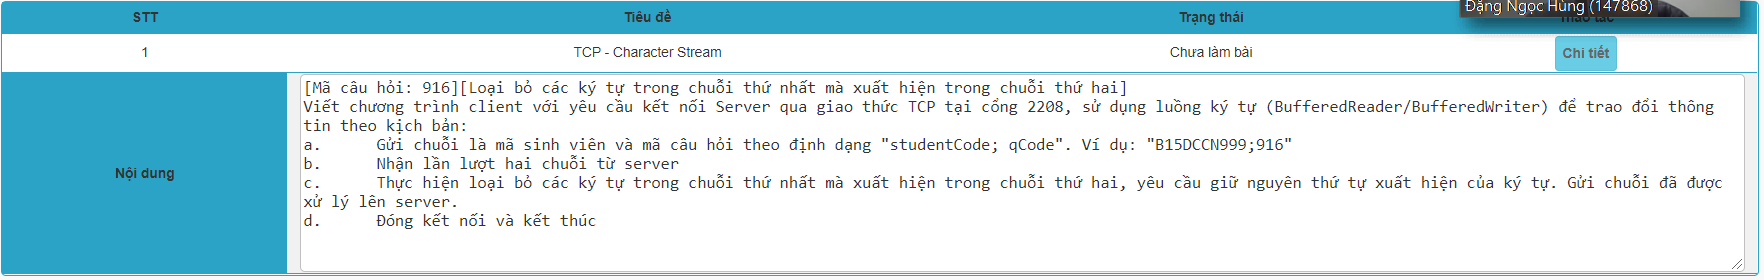 Đặng Ngọc Hùng (147868)
STT Tiêu đề Trạng thái Thao tác
1 TCP - Character Stream Chưa làm bài Chi tiết
Nội dung
[Mã câu hỏi: 916][Loại bỏ các ký tự trong chuỗi thứ nhất mà xuất hiện trong chuỗi thứ hai]
Viết chương trình client với yêu cầu kết nối Server qua giao thức TCP tại cổng 2208, sử dụng luồng ký tự (BufferedReader/BufferedWriter) để trao đổi thông
tin theo kịch bản:
a. Gửi chuỗi là mã sinh viên và mã câu hỏi theo định dạng "studentCode; qCode". Ví dụ: "B15DCCN999;916"
b. Nhận lần lượt hai chuỗi từ server
c. Thực hiện loại bỏ các ký tự trong chuỗi thứ nhất mà xuất hiện trong chuỗi thứ hai, yêu cầu giữ nguyên thứ tự xuất hiện của ký tự. Gửi chuỗi đã được
xử lý lên server.
d. Đóng kết nối và kết thúc